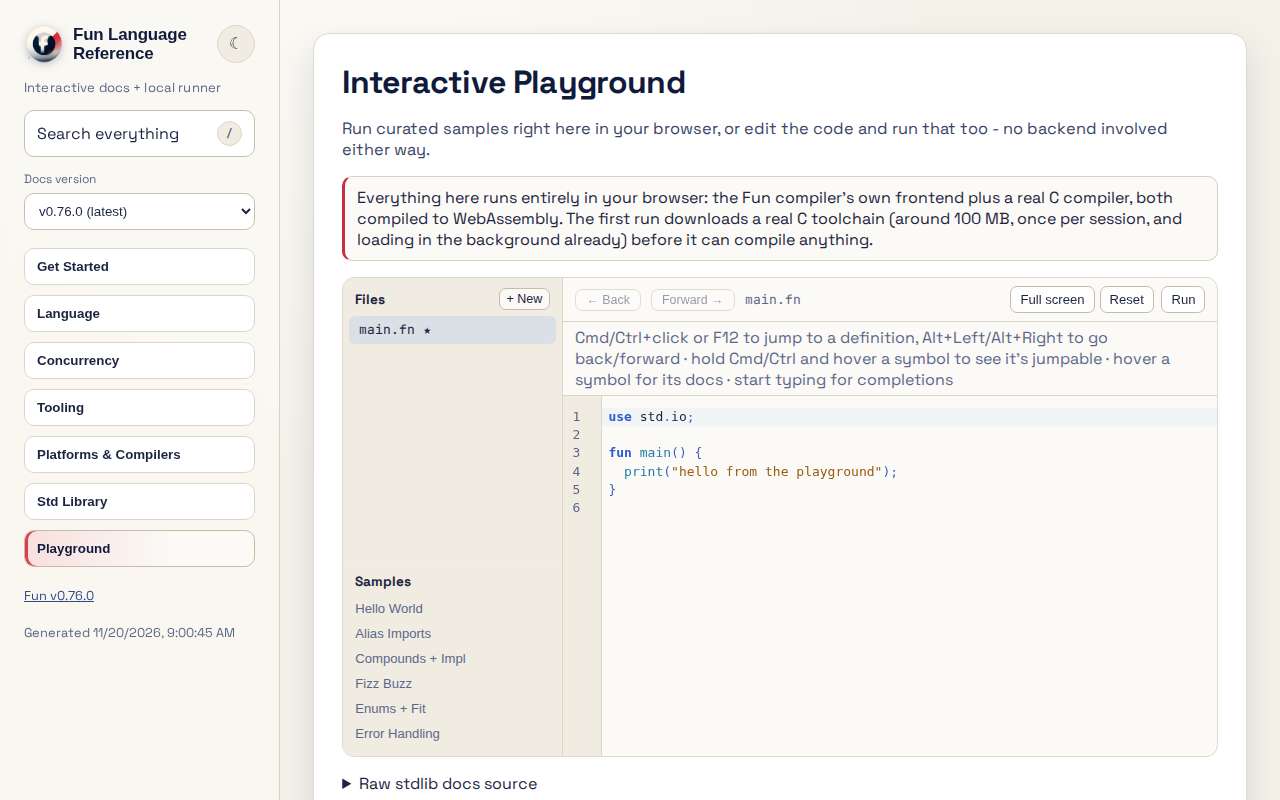 Fun Language
Reference
☾
Interactive docs + local runner
Search everything
/
Docs version
v0.76.0 (latest)
Get Started
Language
Concurrency
Tooling
Platforms & Compilers
Std Library
Playground
Fun v0.76.0
Generated 11/20/2026, 9:00:45 AM
Interactive Playground
Run curated samples right here in your browser, or edit the code and run that too - no backend involved
either way.
Everything here runs entirely in your browser: the Fun compiler's own frontend plus a real C compiler, both
compiled to WebAssembly. The first run downloads a real C toolchain (around 100 MB, once per session, and
loading in the background already) before it can compile anything.
Files
+ New
main.fn ★
Samples
Hello World
Alias Imports
Compounds + Impl
Fizz Buzz
Enums + Fit
Error Handling
← Back
Forward →
main.fn
Full screen
Reset
Run
Cmd/Ctrl+click or F12 to jump to a definition, Alt+Left/Alt+Right to go
back/forward · hold Cmd/Ctrl and hover a symbol to see it's jumpable · hover a
symbol for its docs · start typing for completions
1 use std.io;
2
3 fun main() {
4   print("hello from the playground");
5 }
6
▶ Raw stdlib docs source